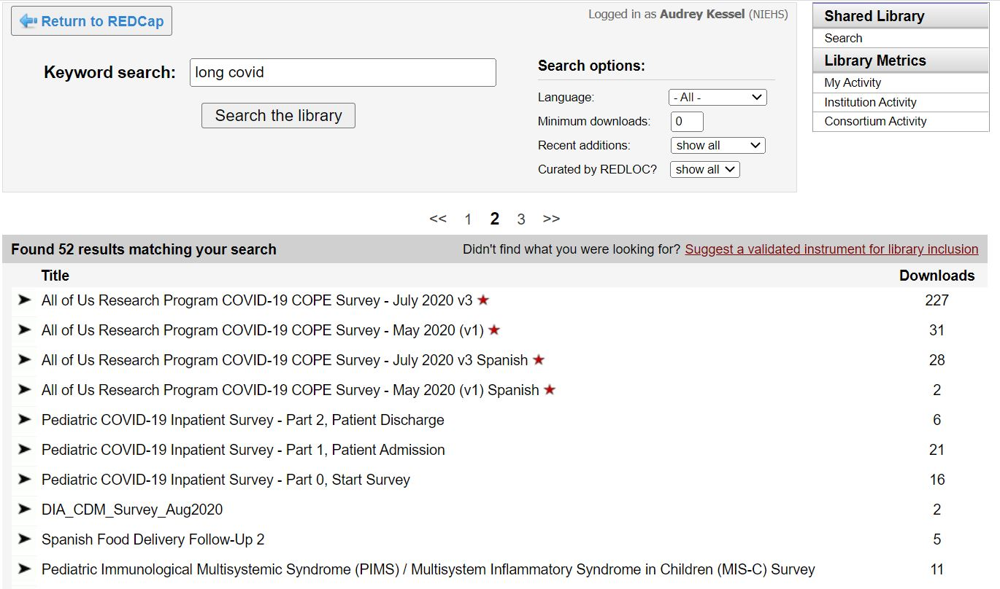 Return to REDCap
Logged in as Audrey Kessel (NIEHS)
Keyword search: long covid
Search the library
Search options:
Language: - All -
Minimum downloads: 0
Recent additions: show all
Curated by REDLOC? show all
Shared Library
Search
Library Metrics
My Activity
Institution Activity
Consortium Activity
<< 1 2 3 >>
Found 52 results matching your search Didn't find what you were looking for? Suggest a validated instrument for library inclusion
Title Downloads
All of Us Research Program COVID-19 COPE Survey - July 2020 v3 227
All of Us Research Program COVID-19 COPE Survey - May 2020 (v1) 31
All of Us Research Program COVID-19 COPE Survey - July 2020 v3 Spanish 28
All of Us Research Program COVID-19 COPE Survey - May 2020 (v1) Spanish 2
Pediatric COVID-19 Inpatient Survey - Part 2, Patient Discharge 6
Pediatric COVID-19 Inpatient Survey - Part 1, Patient Admission 21
Pediatric COVID-19 Inpatient Survey - Part 0, Start Survey 16
DIA_CDM_Survey_Aug2020 2
Spanish Food Delivery Follow-Up 2 5
Pediatric Immunological Multisystemic Syndrome (PIMS) / Multisystem Inflammatory Syndrome in Children (MIS-C) Survey 11